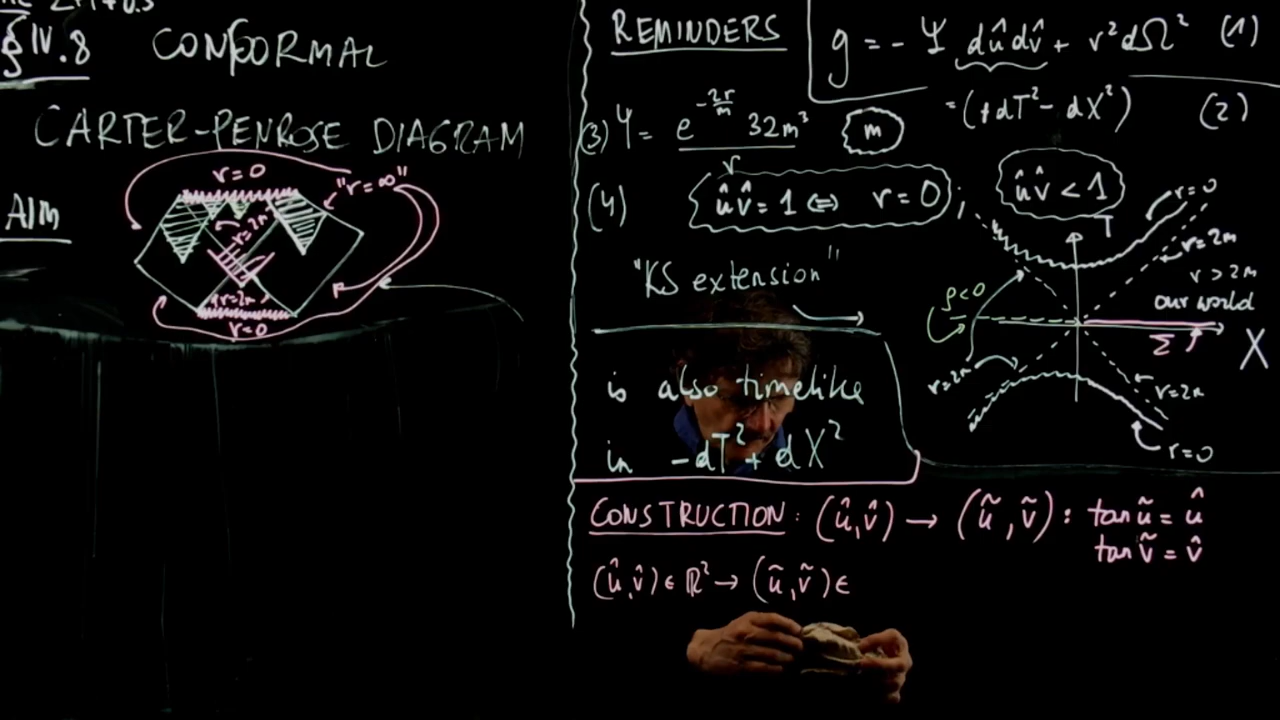 §IV.8 CONFORMAL
CARTER-PENROSE DIAGRAM
AIM
r=0
"r=∞"
r=2m
r=2m
r=0
REMINDERS
g = - Ψ dûdv̂ + r²dΩ² (1)
= (+dT² - dX²) (2)
(3) Ψ = e^{-2r/m} 32m³ / r
m
(4) ûv̂ = 1 ⇔ r = 0 ; ûv̂ < 1
"KS extension"
T
r=0
r=2m
r > 2m
our world
ρ<0
Σ
X
r=2m
r=2m
r=0
is also timelike
in -dT² + dX²
CONSTRUCTION : (û,v̂) → (ũ,ṽ) : tan ũ = û
tan ṽ = v̂
(û,v̂) ∈ ℝ² → (ũ,ṽ) ∈